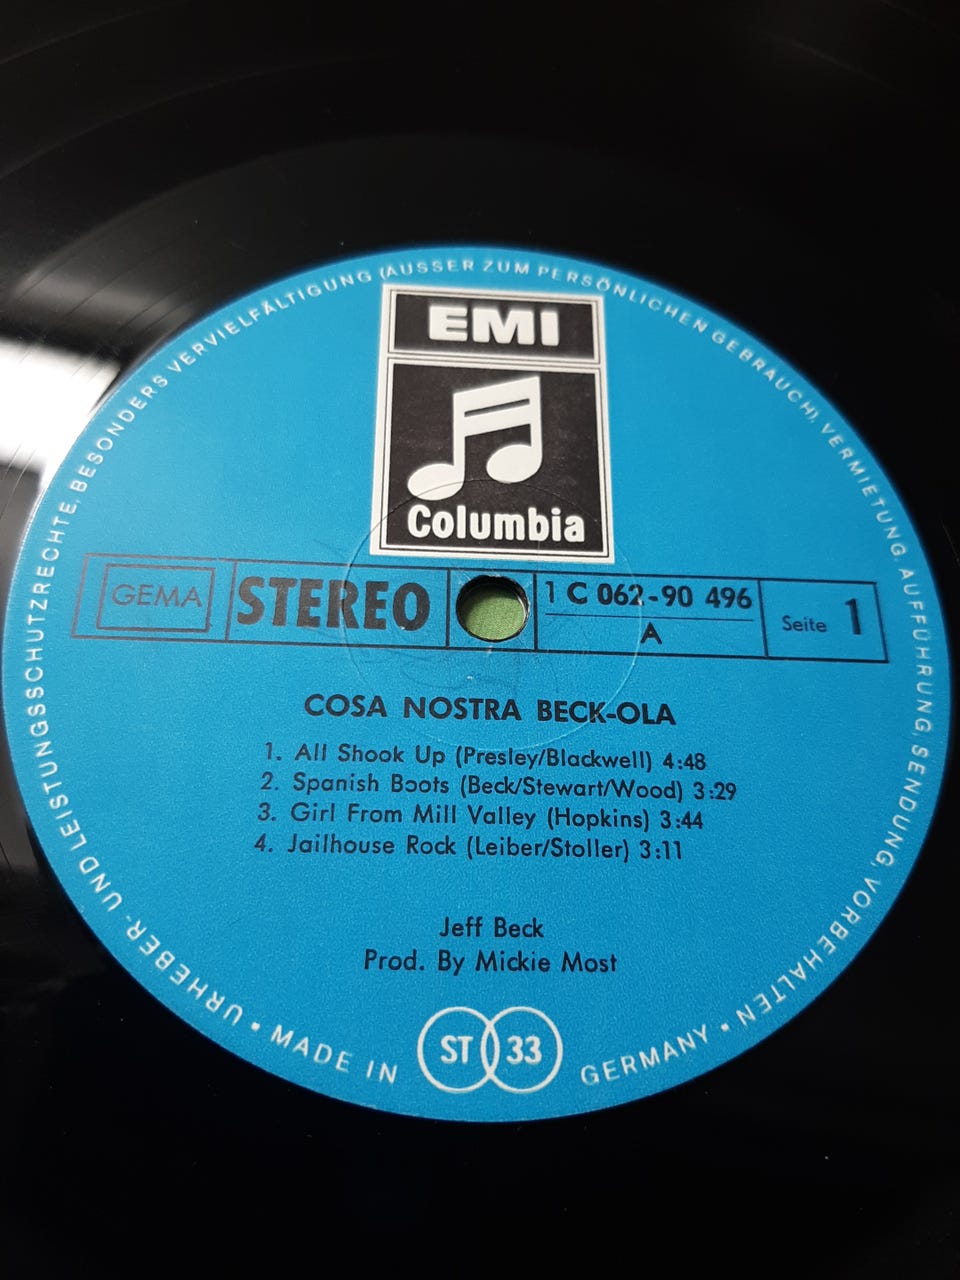 URHEBER- UND LEISTUNGSSCHUTZRECHTE, BESONDERS VERVIELFÄLTIGUNG (AUSSER ZUM PERSÖNLICHEN GEBRAUCH), VERMIETUNG, AUFFÜHRUNG, SENDUNG, VORBEHALTEN •
EMI
Columbia
GEMA STEREO 1 C 062-90 496 Seite 1
A
COSA NOSTRA BECK-OLA
1. All Shook Up (Presley/Blackwell) 4:48
2. Spanish Boots (Beck/Stewart/Wood) 3:29
3. Girl From Mill Valley (Hopkins) 3:44
4. Jailhouse Rock (Leiber/Stoller) 3:11
Jeff Beck
Prod. By Mickie Most
• MADE IN ST 33 GERMANY